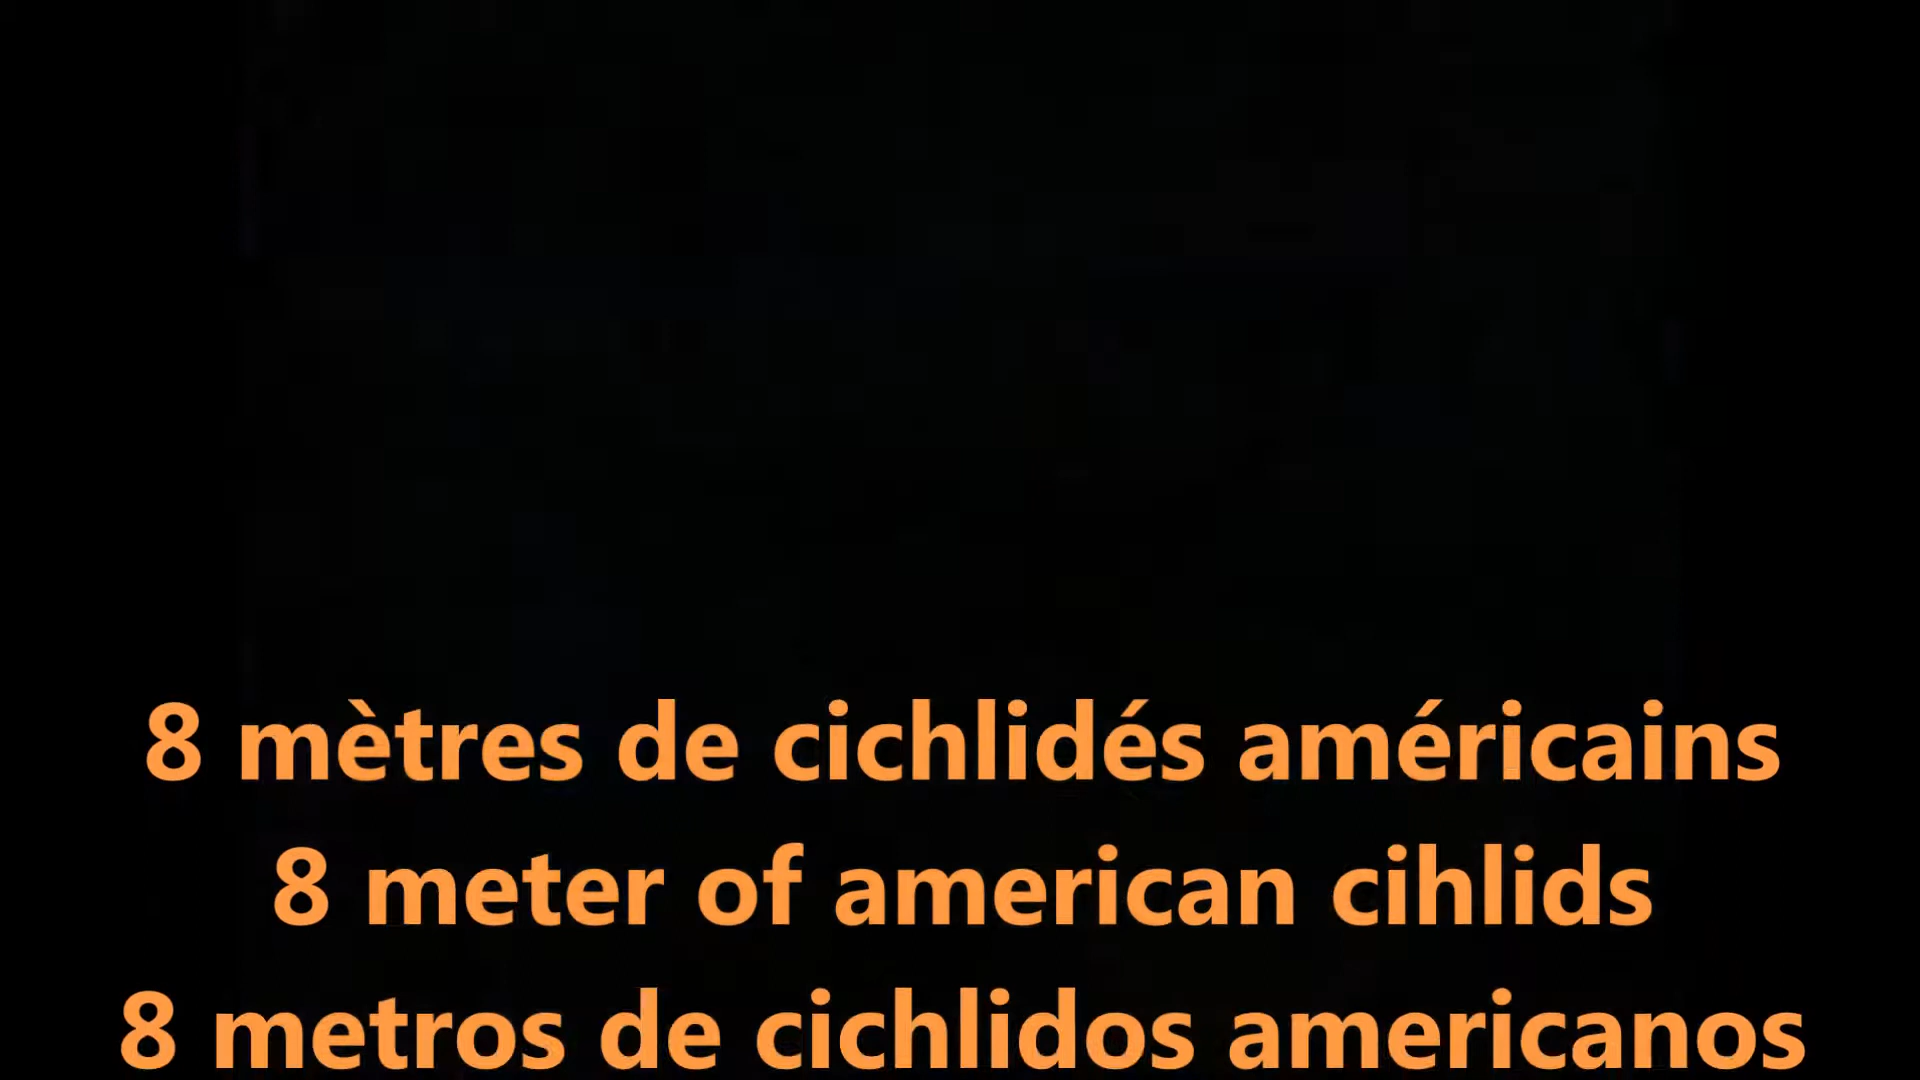 8 mètres de cichlidés américains
8 meter of american cihlids
8 metros de cichlidos americanos